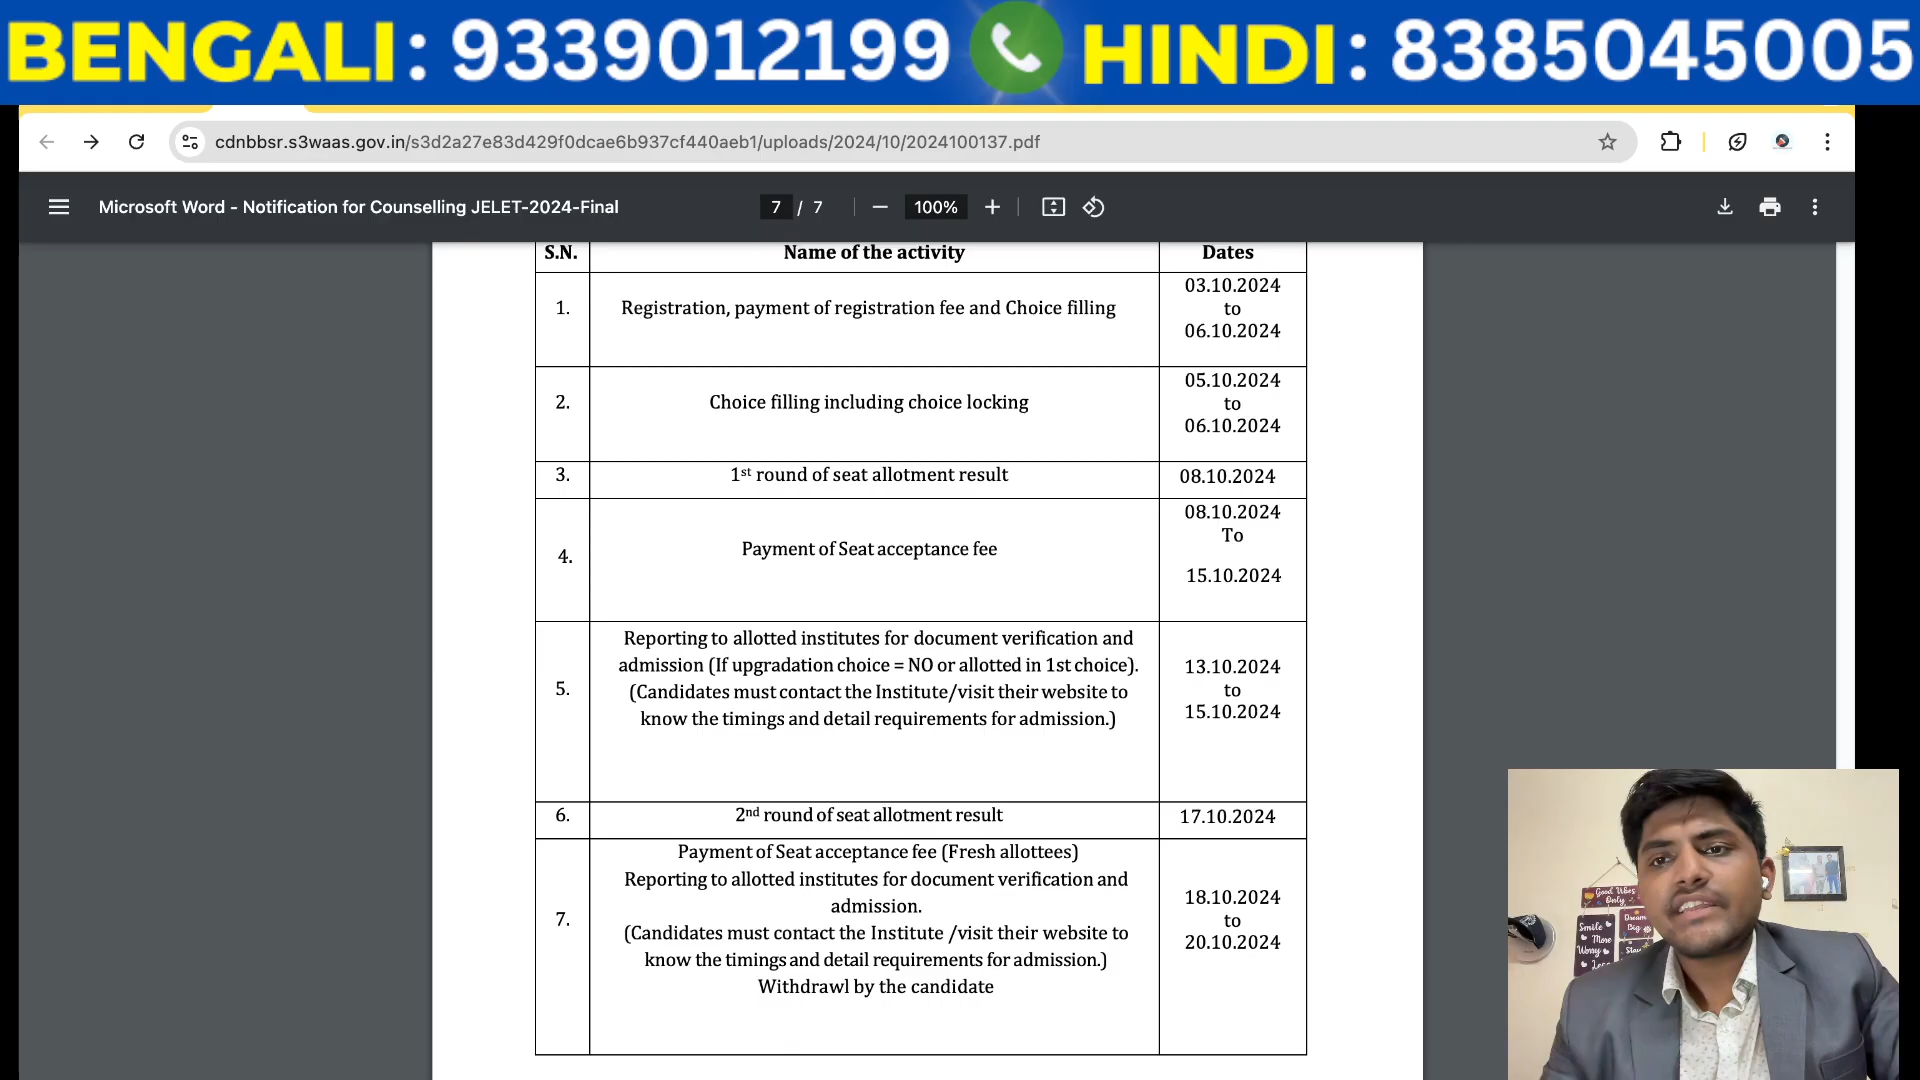 BENGALI: 9339012199 HINDI: 8385045005
cdnbbsr.s3waas.gov.in/s3d2a27e83d429f0dcae6b937cf440aeb1/uploads/2024/10/2024100137.pdf
Microsoft Word - Notification for Counselling JELET-2024-Final
7 / 7
100%
S.N. Name of the activity Dates
1. Registration, payment of registration fee and Choice filling
03.10.2024
to
06.10.2024
2. Choice filling including choice locking
05.10.2024
to
06.10.2024
3. 1st round of seat allotment result 08.10.2024
4. Payment of Seat acceptance fee
08.10.2024
To
15.10.2024
5.
Reporting to allotted institutes for document verification and
admission (If upgradation choice = NO or allotted in 1st choice).
(Candidates must contact the Institute/visit their website to
know the timings and detail requirements for admission.)
13.10.2024
to
15.10.2024
6. 2nd round of seat allotment result 17.10.2024
7.
Payment of Seat acceptance fee (Fresh allottees)
Reporting to allotted institutes for document verification and
admission.
(Candidates must contact the Institute /visit their website to
know the timings and detail requirements for admission.)
Withdrawl by the candidate
18.10.2024
to
20.10.2024
Good Vibes
Only
Smile
More
Worry
Less
Dream
Big
Stay